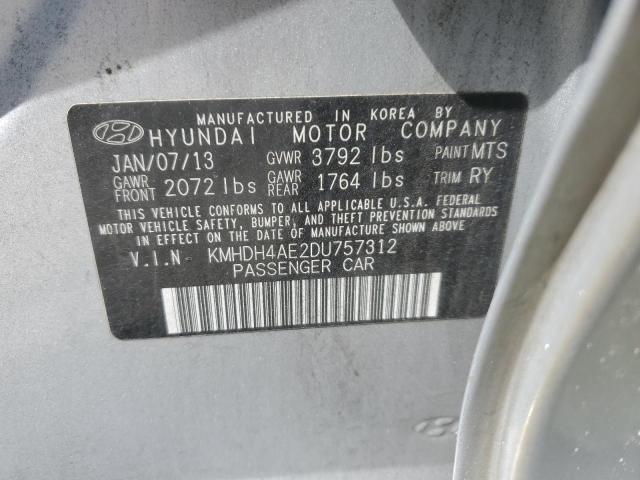 MANUFACTURED IN KOREA BY
HYUNDAI MOTOR COMPANY
JAN/07/13 GVWR 3792 lbs PAINT MTS
GAWR FRONT 2072 lbs GAWR REAR 1764 lbs TRIM RY
THIS VEHICLE CONFORMS TO ALL APPLICABLE U.S.A. FEDERAL
MOTOR VEHICLE SAFETY, BUMPER, AND THEFT PREVENTION STANDARDS
IN EFFECT ON THE DATE OF MANUFACTURE SHOWN ABOVE.
V.I.N KMHDH4AE2DU757312
PASSENGER CAR